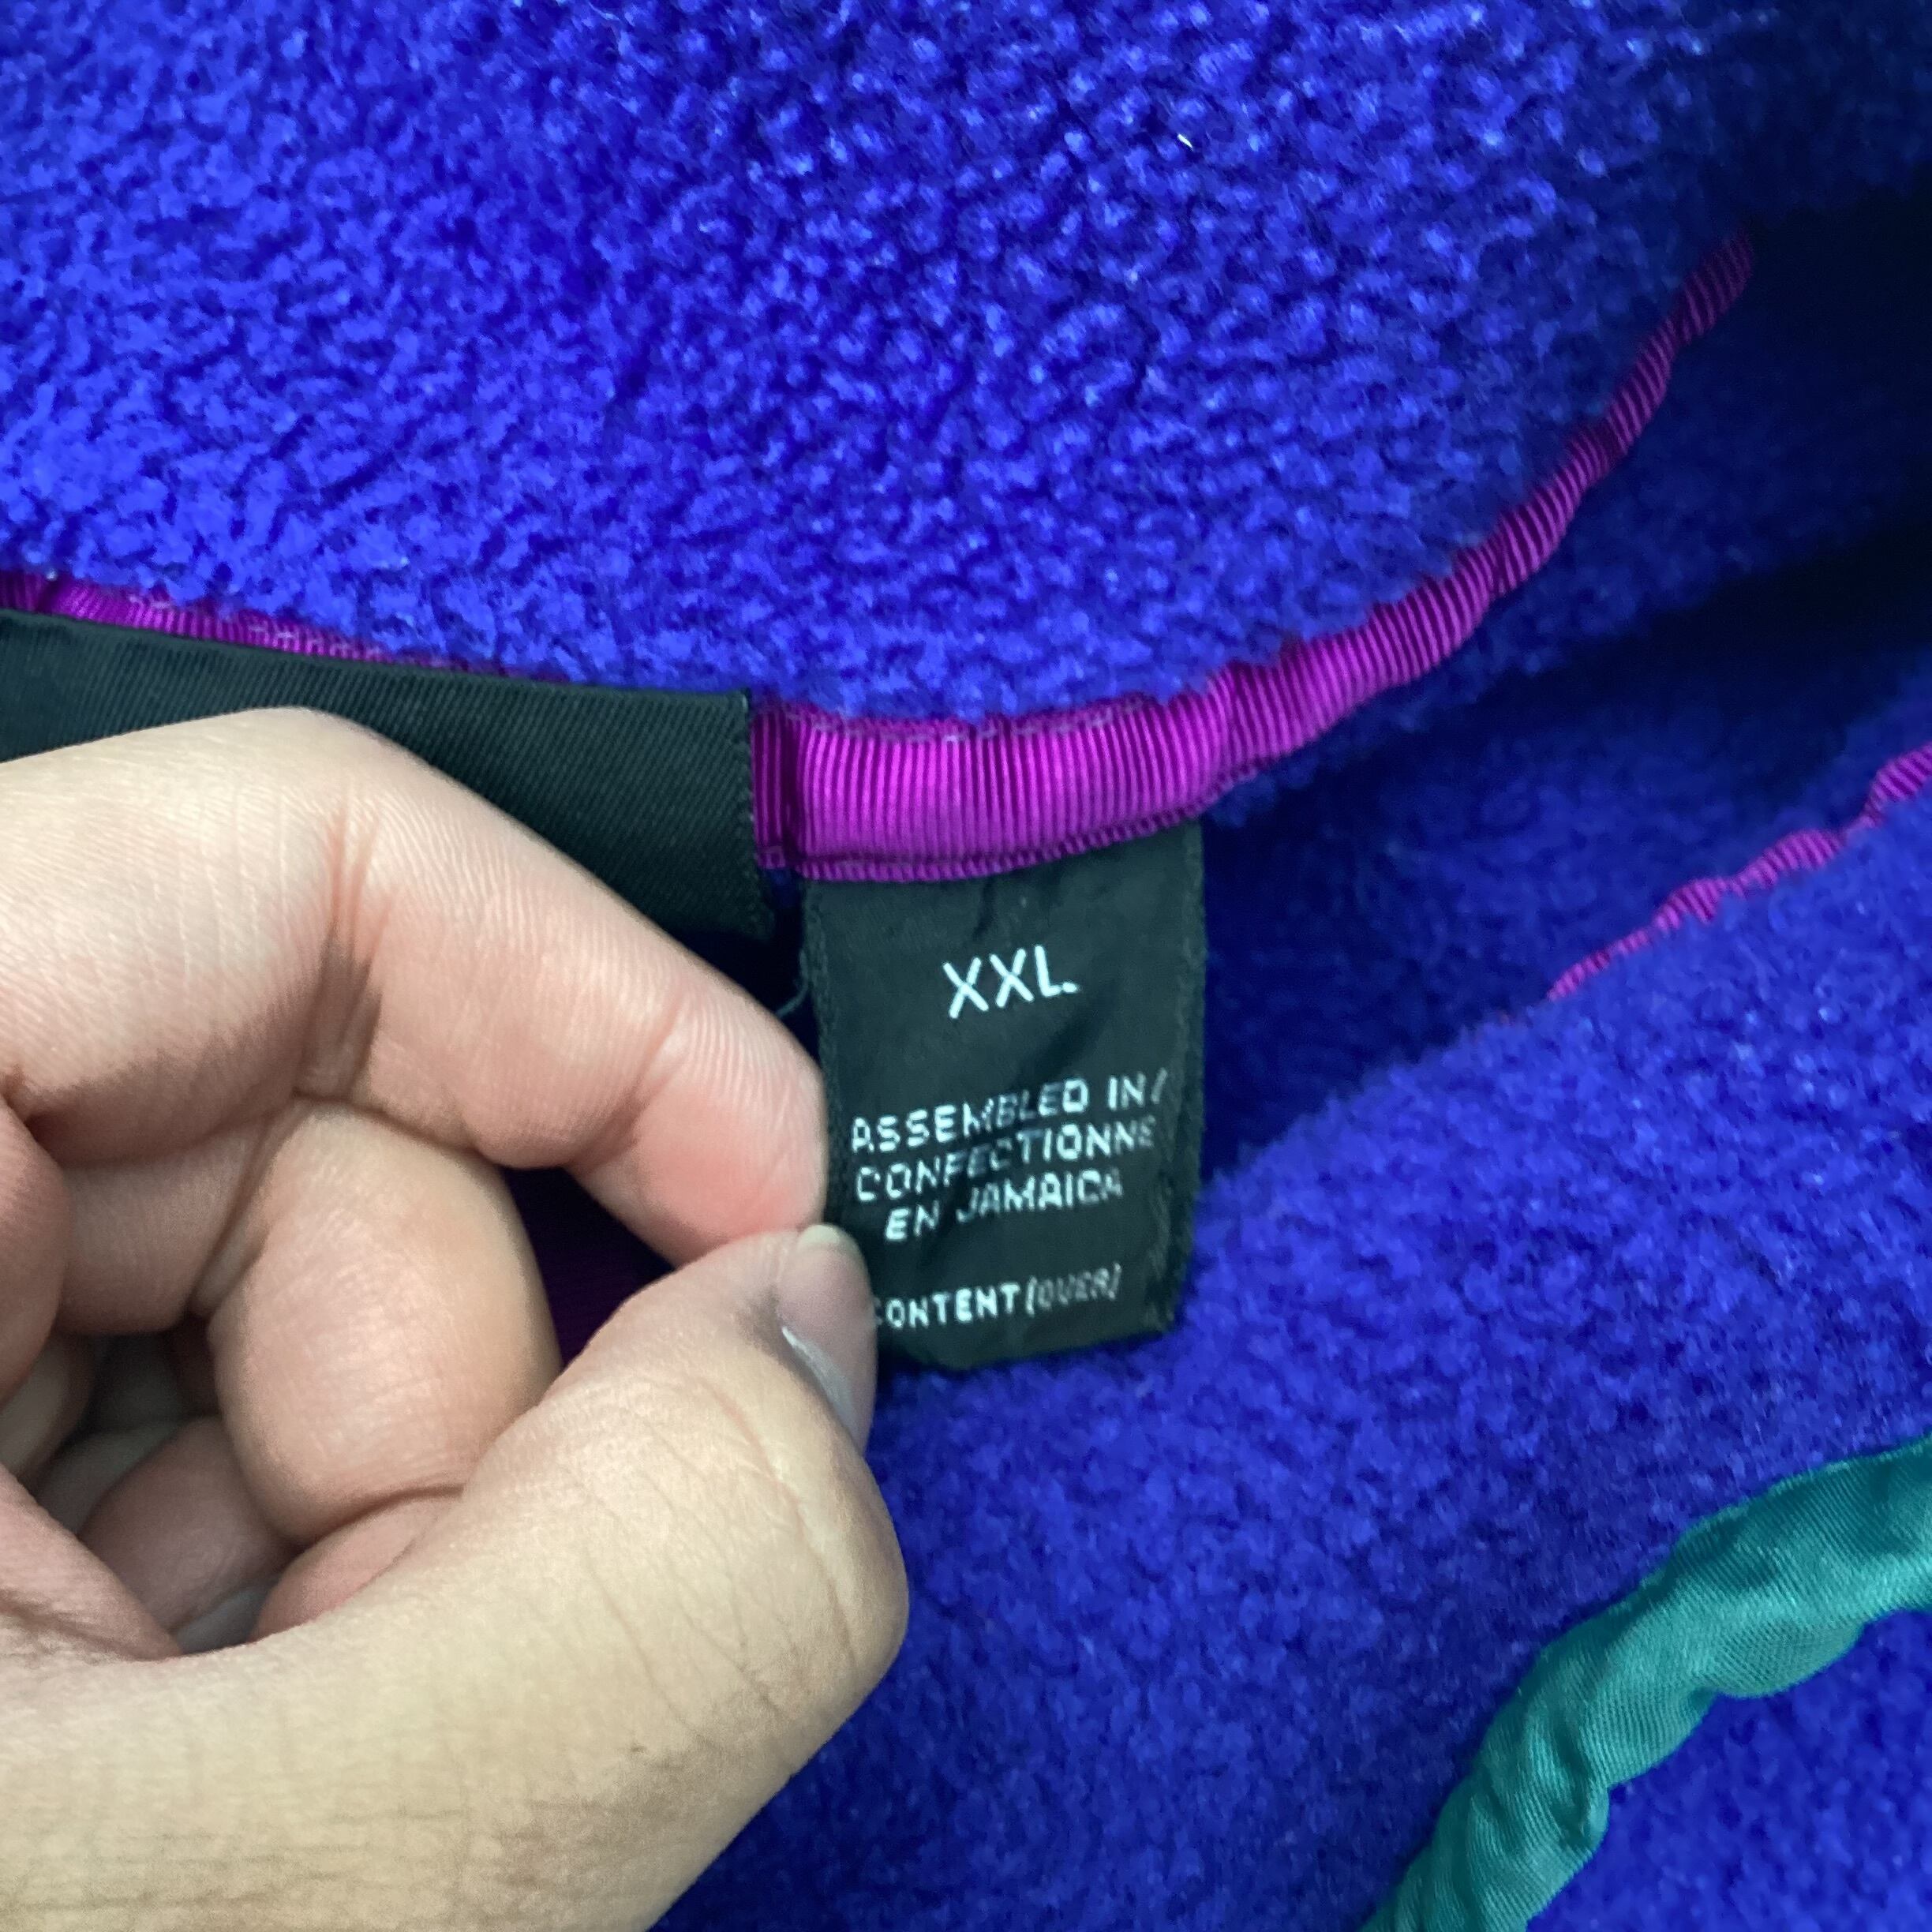 XXL
ASSEMBLED IN /
CONFECTIONNE
EN JAMAICA
CONTENT (OVER)